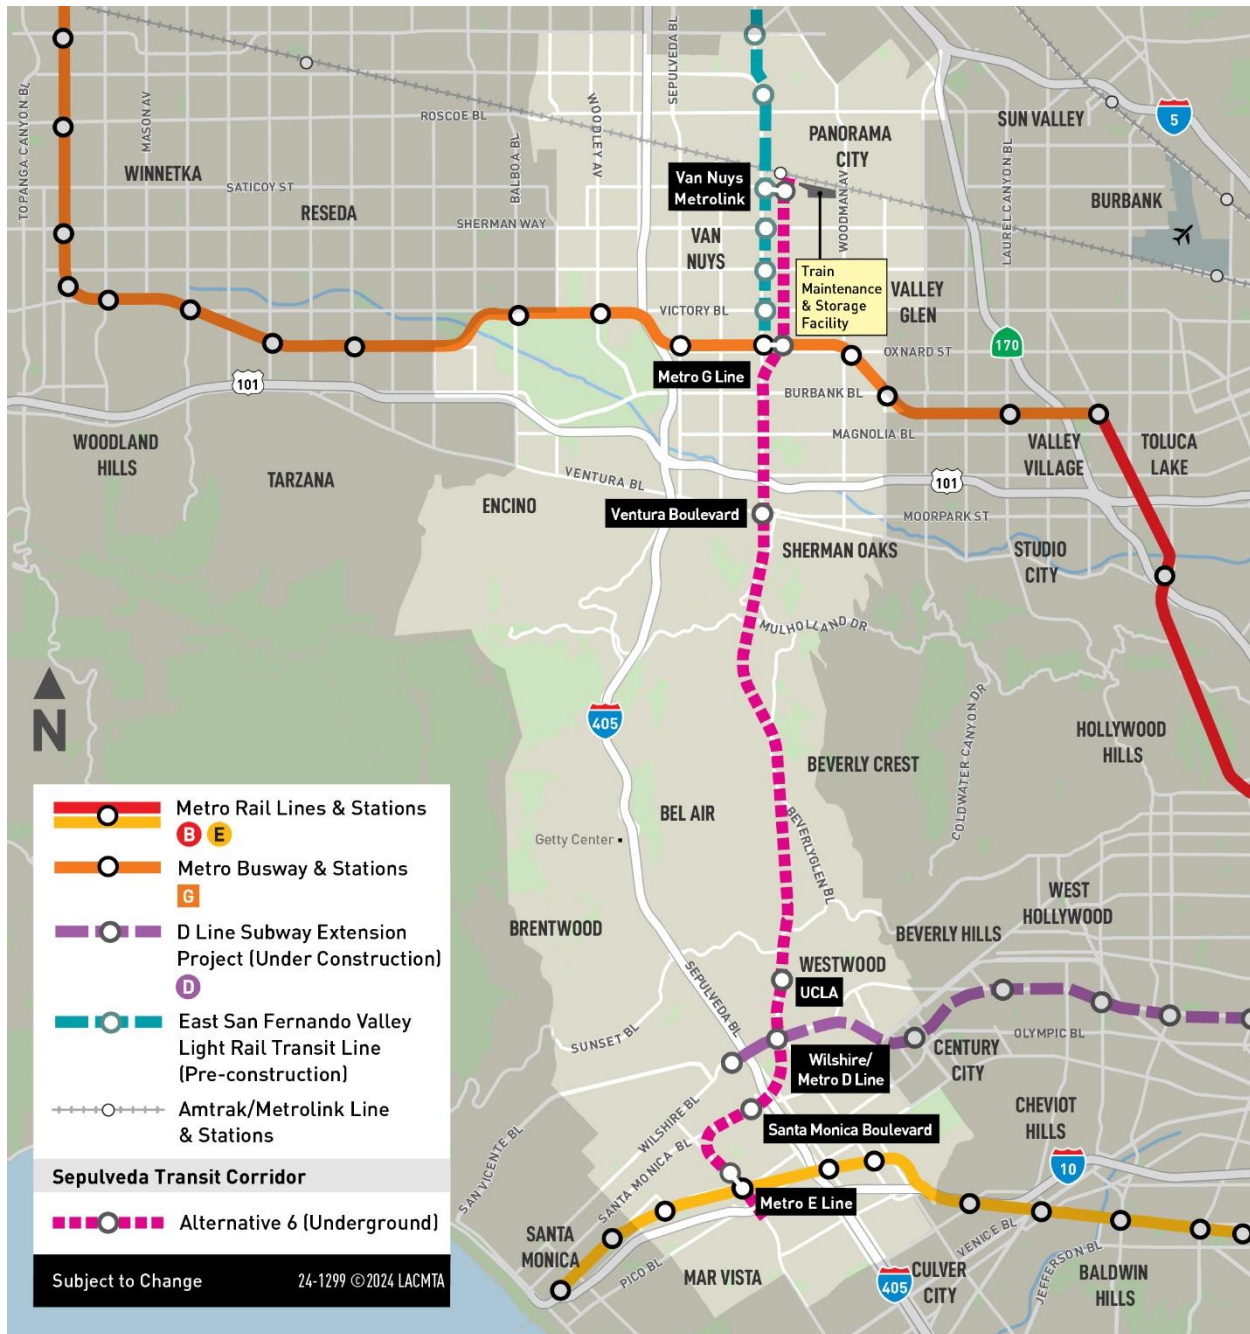 TOPANGA CANYON BL
MASON AV
WINNETKA
SATICOY ST
RESEDA
ROSCOE BL
BALBOA BL
SHERMAN WAY
WOODLEY AV
SEPULVEDA BL
PANORAMA
CITY
SUN VALLEY
5
LAUREL CANYON BL
BURBANK
WOODMAN AV
Van Nuys
Metrolink
VAN
NUYS
Train
Maintenance
& Storage
Facility
VALLEY
GLEN
VICTORY BL
170
OXNARD ST
Metro G Line
101
BURBANK BL
MAGNOLIA BL
WOODLAND
HILLS
TARZANA
VENTURA BL
ENCINO
VALLEY
VILLAGE
TOLUCA
LAKE
101
Ventura Boulevard
MOORPARK ST
SHERMAN OAKS
STUDIO
CITY
MULHOLLAND DR
N
405
COLDWATER CANYON DR
HOLLYWOOD
HILLS
BEVERLY CREST
BEL AIR
BEVERLYGLEN BL
Getty Center
WEST
HOLLYWOOD
BRENTWOOD
BEVERLY HILLS
SEPULVEDA BL
WESTWOOD
UCLA
SUNSET BL
OLYMPIC BL
Wilshire/
Metro D Line
CENTURY
CITY
WILSHIRE BL
CHEVIOT
HILLS
Santa Monica Boulevard
SAN VICENTE BL
SANTA MONICA BL
10
Metro E Line
SANTA
MONICA
PICO BL
MAR VISTA
VENICE BL
CULVER
CITY
405
JEFFERSON BL
BALDWIN
HILLS
Metro Rail Lines & Stations
B E
Metro Busway & Stations
G
D Line Subway Extension
Project (Under Construction)
D
East San Fernando Valley
Light Rail Transit Line
(Pre-construction)
Amtrak/Metrolink Line
& Stations
Sepulveda Transit Corridor
Alternative 6 (Underground)
Subject to Change 24-1299 ©2024 LACMTA